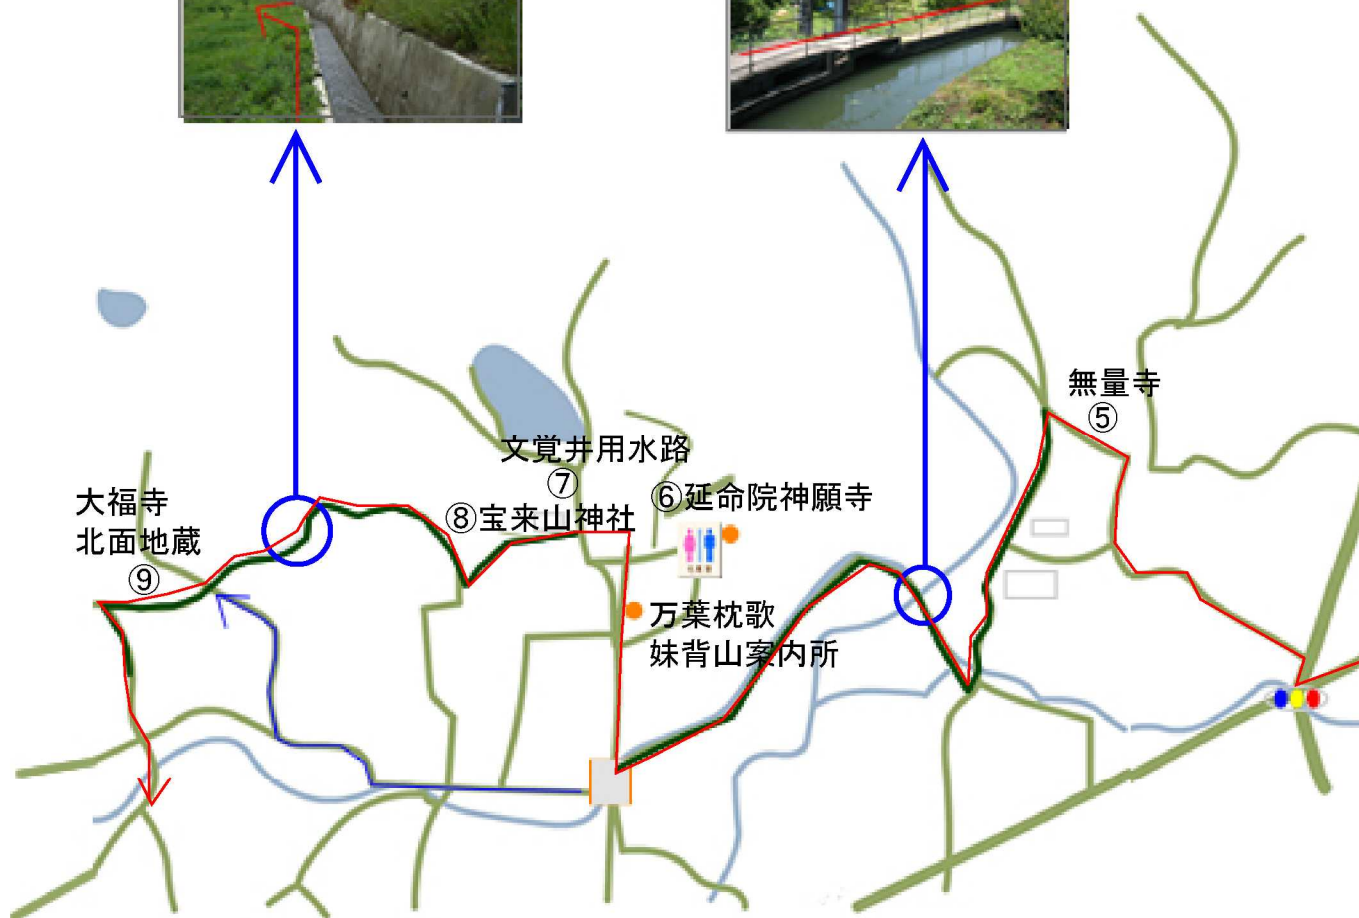 無量寺
⑤
文覚井用水路
⑦
⑥延命院神願寺
大福寺
北面地蔵
⑨
⑧宝来山神社
万葉枕歌
妹背山案内所